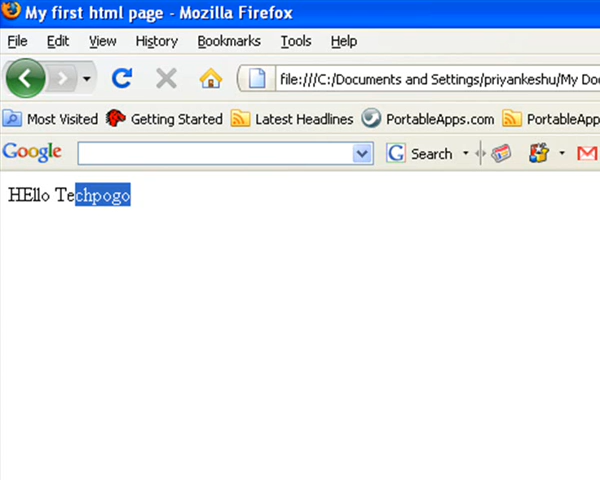 My first html page - Mozilla Firefox
File Edit View History Bookmarks Tools Help
file:///C:/Documents and Settings/priyankeshu/My Do
Most Visited Getting Started Latest Headlines PortableApps.com PortableApp
Google Search
HEllo Techpogo